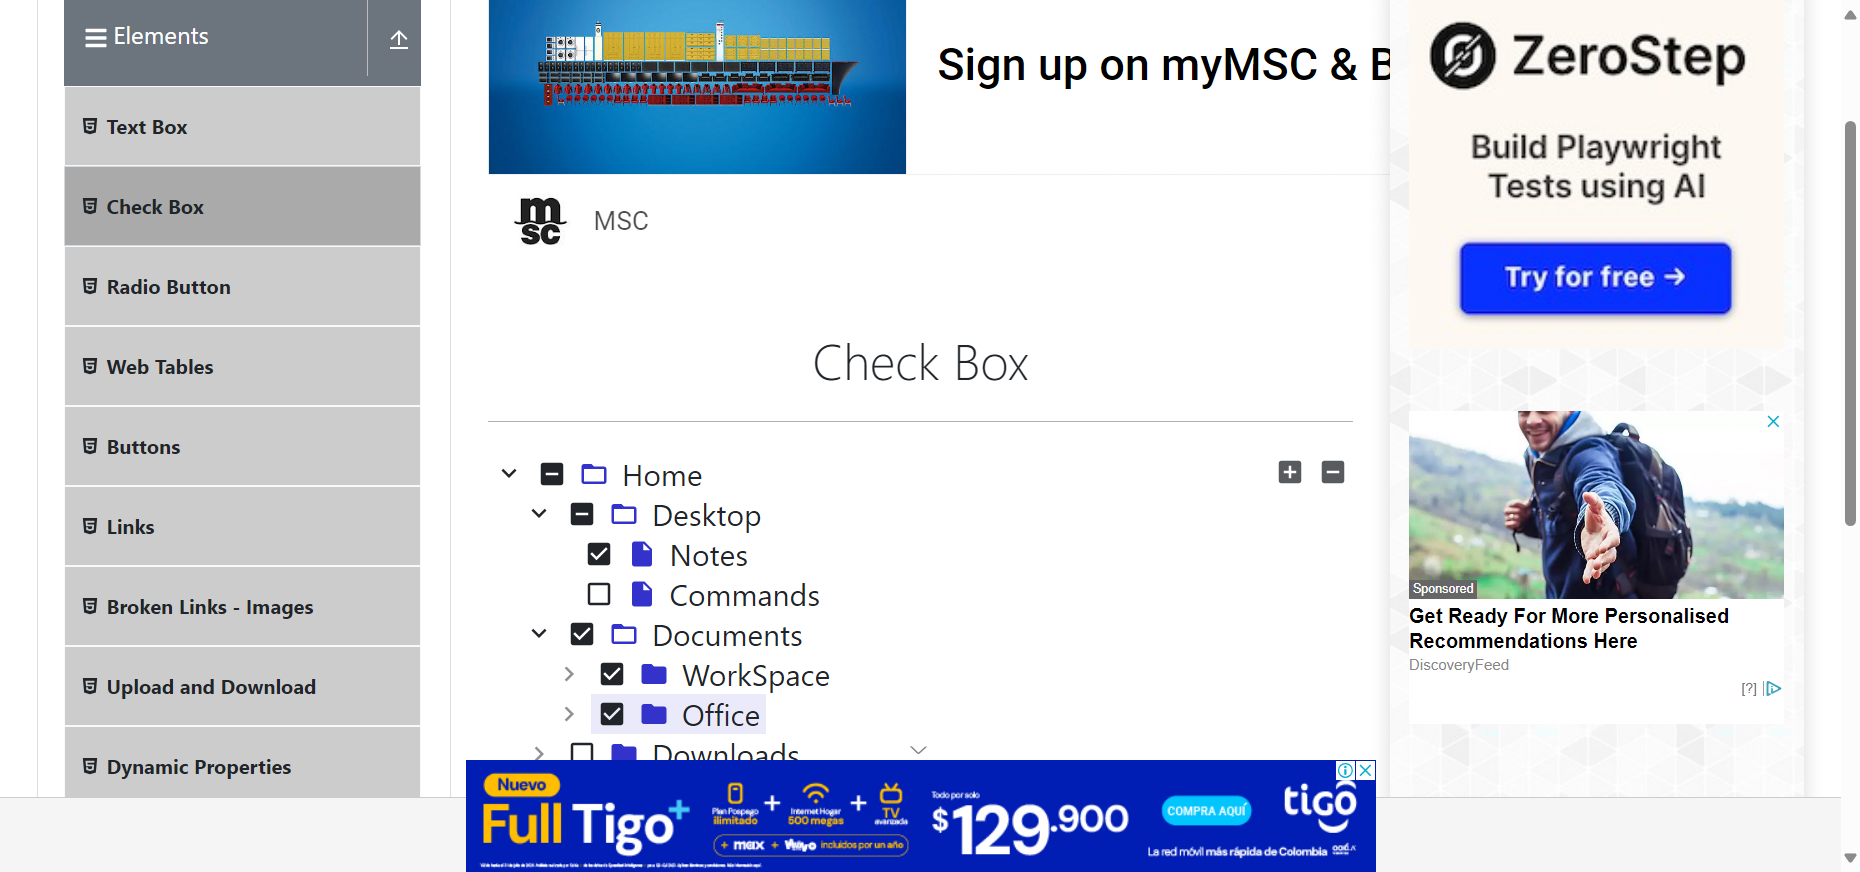 Elements
Text Box
Check Box
Radio Button
Web Tables
Buttons
Links
Broken Links - Images
Upload and Download
Dynamic Properties
Sign up on myMSC & B
msc
MSC
Check Box
Home
Desktop
Notes
Commands
Documents
WorkSpace
Office
Downloads
ZeroStep
Build Playwright
Tests using AI
Try for free →
Sponsored
Get Ready For More Personalised
Recommendations Here
DiscoveryFeed
[?]
Nuevo
Full Tigo+
Plan Pospago
ilimitado
+
Internet Hogar
500 megas
+
TV
avanzada
+ max +
incluidos por un año
Todo por solo
$129.900
COMPRA AQUÍ
tigo
La red móvil más rápida de Colombia